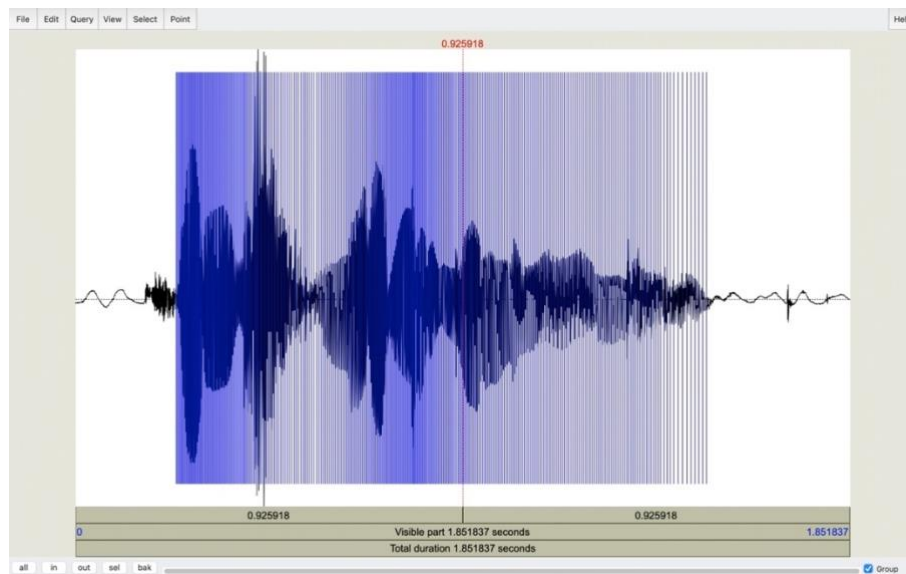 File Edit Query View Select Point Hel
0.925918
0.925918 0.925918
0 Visible part 1.851837 seconds 1.851837
Total duration 1.851837 seconds
all in out sel bak Group